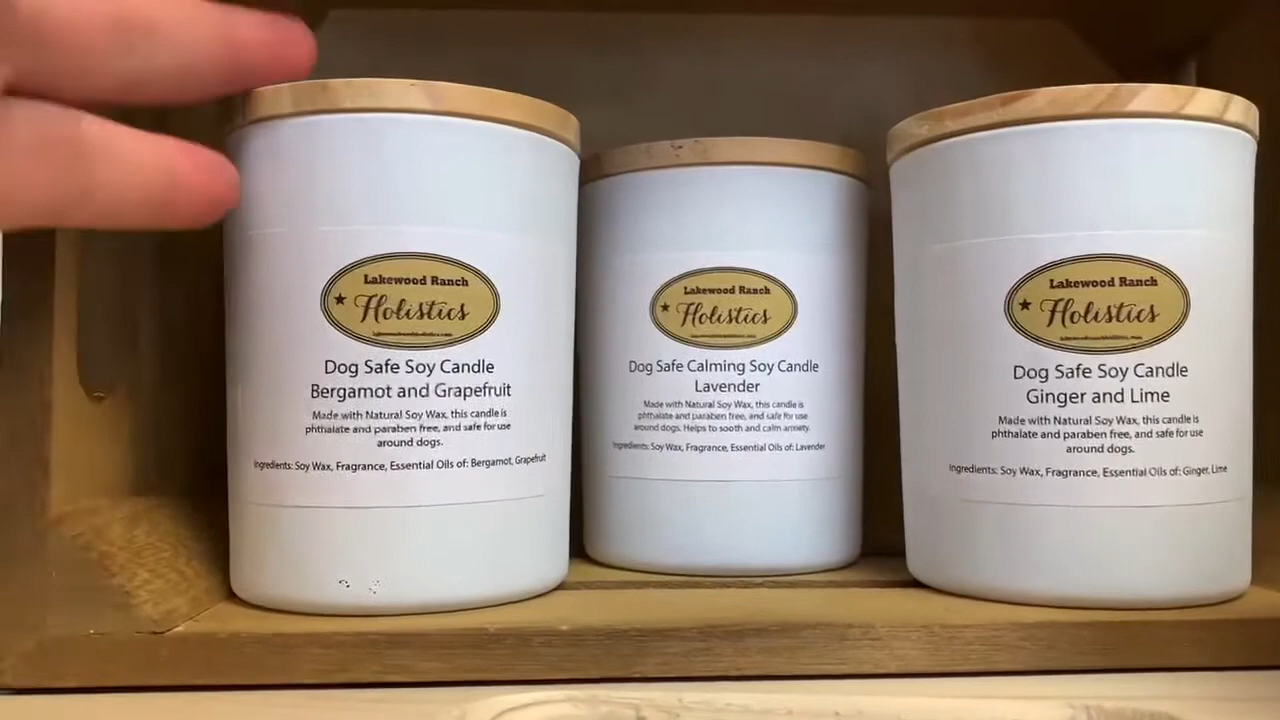 Lakewood Ranch
Holistics
Dog Safe Soy Candle
Bergamot and Grapefruit
Made with Natural Soy Wax, this candle is
phthalate and paraben free, and safe for use
around dogs.
Ingredients: Soy Wax, Fragrance, Essential Oils of: Bergamot, Grapefruit
Lakewood Ranch
Holistics
Dog Safe Calming Soy Candle
Lavender
Made with Natural Soy Wax, this candle is
phthalate and paraben free, and safe for use
around dogs. Helps to sooth and calm anxiety.
Ingredients: Soy Wax, Fragrance, Essential Oils of: Lavender
Lakewood Ranch
Holistics
Dog Safe Soy Candle
Ginger and Lime
Made with Natural Soy Wax, this candle is
phthalate and paraben free, and safe for use
around dogs.
Ingredients: Soy Wax, Fragrance, Essential Oils of: Ginger, Lime